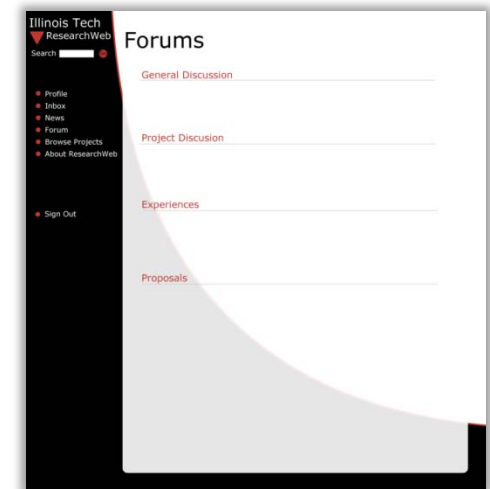 Illinois Tech
ResearchWeb
Search
Profile
Inbox
News
Forum
Browse Projects
About ResearchWeb
Sign Out
Forums
General Discussion
Project Discusion
Experiences
Proposals